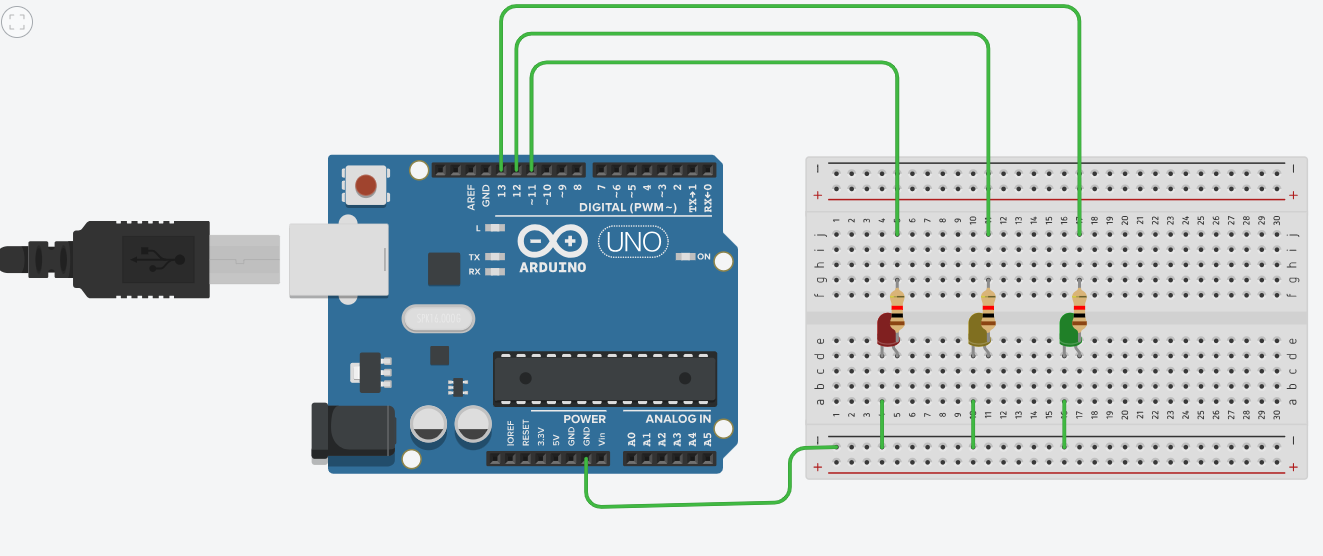 AREF GND 13 12 ~11 ~10 ~9 8 7 ~6 ~5 4 ~3 2 TX→1 RX←0
DIGITAL (PWM~)
L
TX
RX
ARDUINO
UNO
ON
IOREF RESET 3.3V 5V GND GND Vin
POWER
A0 A1 A2 A3 A4 A5
ANALOG IN
1 2 3 4 5 6 7 8 9 10 11 12 13 14 15 16 17 18 19 20 21 22 23 24 25 26 27 28 29 30
j j
i i
h h
g g
f f
e e
d d
c c
b b
a a
1 2 3 4 5 6 7 8 9 10 11 12 13 14 15 16 17 18 19 20 21 22 23 24 25 26 27 28 29 30